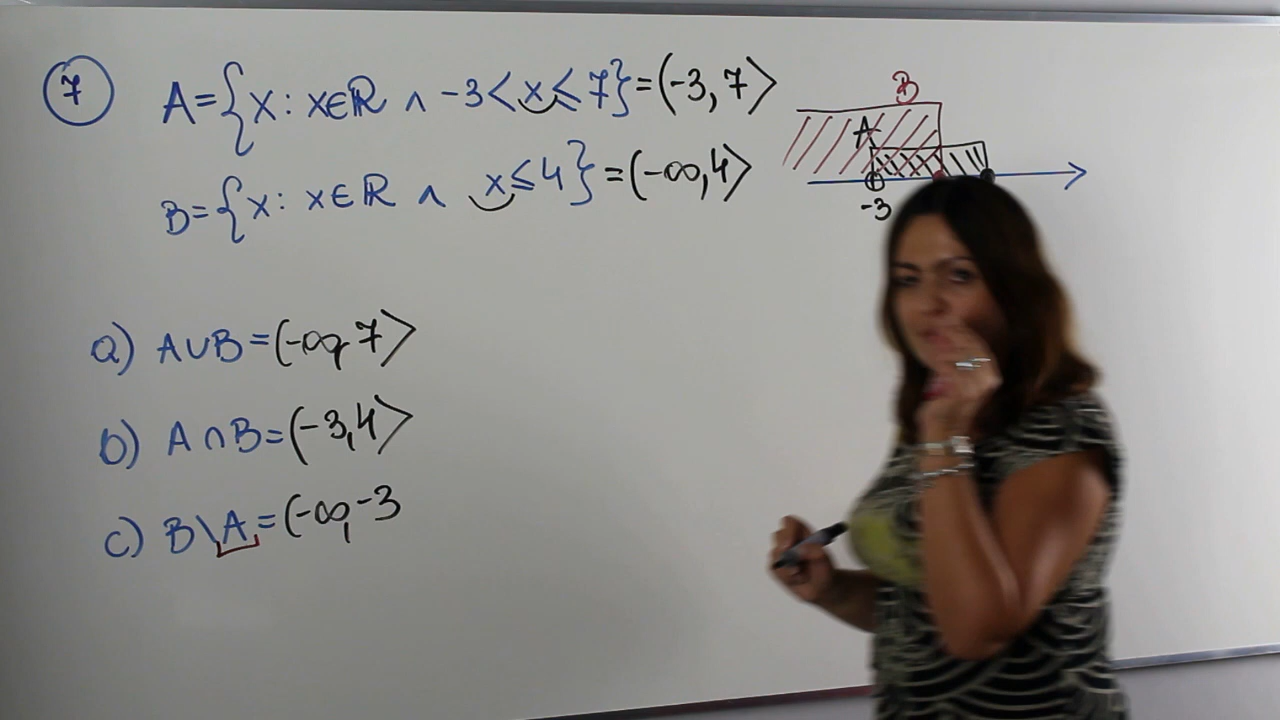 7
A={x: x∈ℝ ∧ -3<x≤7}=(-3,7⟩
B={x: x∈ℝ ∧ x≤4}=(-∞,4⟩
B
A
-3
a) A∪B=(-∞,7⟩
b) A∩B=(-3,4⟩
c) B\A=(-∞,-3